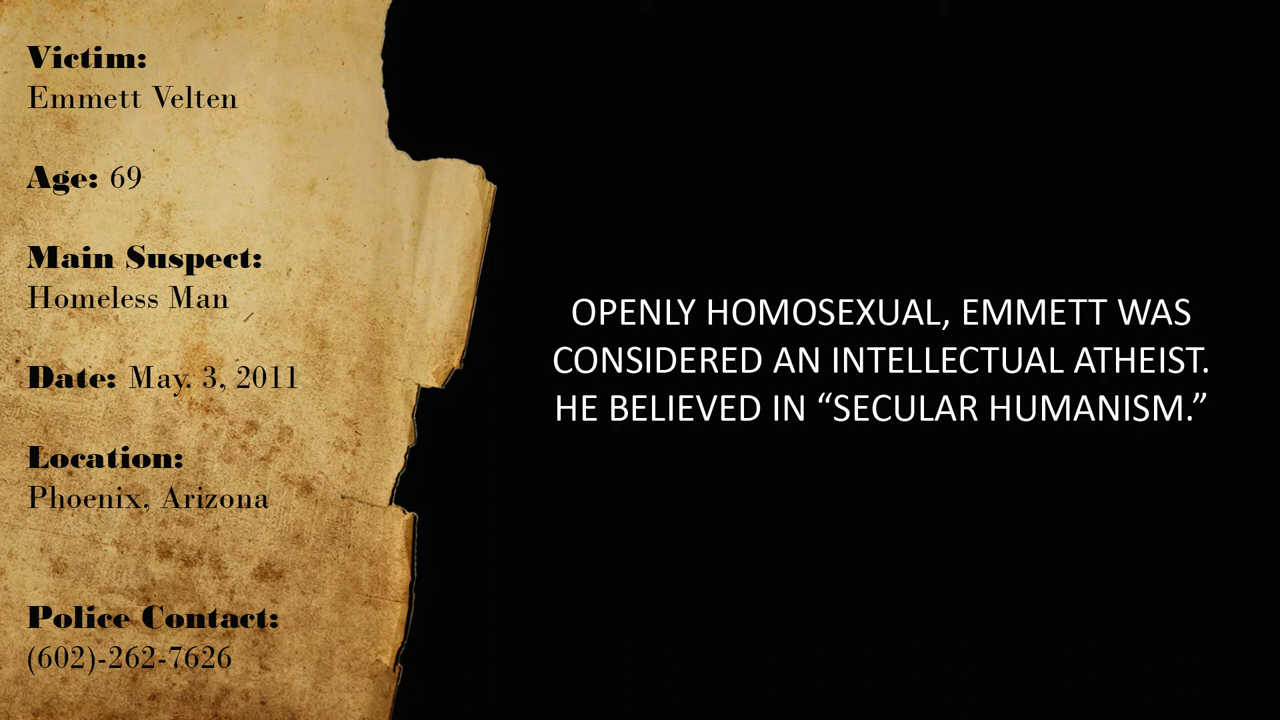 Victim:
Emmett Velten
Age: 69
Main Suspect:
Homeless Man
Date: May. 3, 2011
Location:
Phoenix, Arizona
Police Contact:
(602)-262-7626
OPENLY HOMOSEXUAL, EMMETT WAS
CONSIDERED AN INTELLECTUAL ATHEIST.
HE BELIEVED IN “SECULAR HUMANISM.”